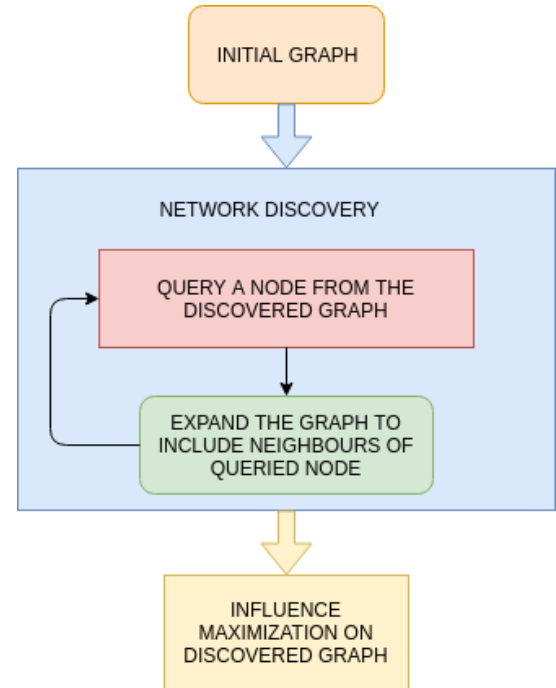 INITIAL GRAPH
NETWORK DISCOVERY
QUERY A NODE FROM THE
DISCOVERED GRAPH
EXPAND THE GRAPH TO
INCLUDE NEIGHBOURS OF
QUERIED NODE
INFLUENCE
MAXIMIZATION ON
DISCOVERED GRAPH